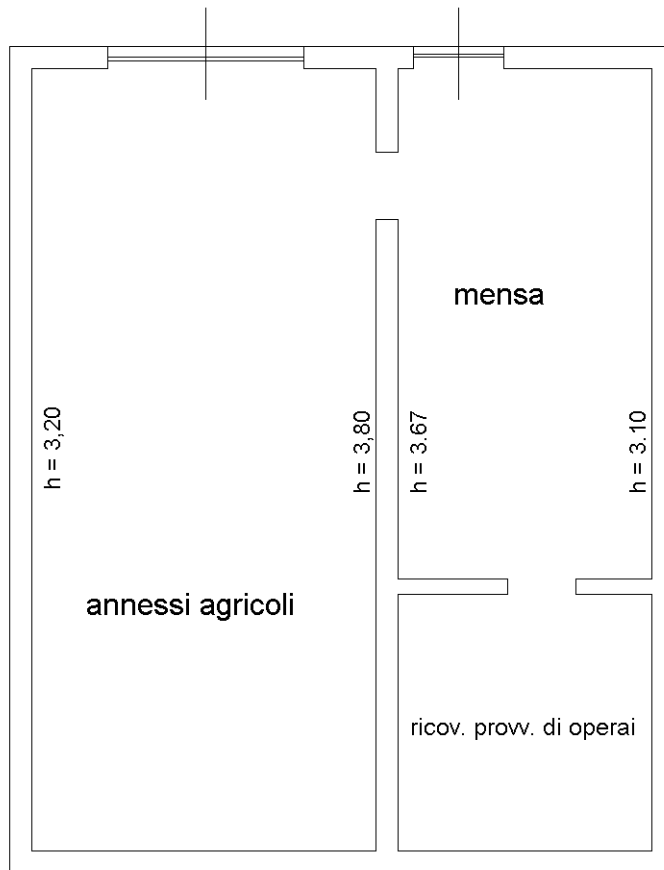 mensa
h = 3,20
h = 3,80
h = 3.67
h = 3.10
annessi agricoli
ricov. provv. di operai